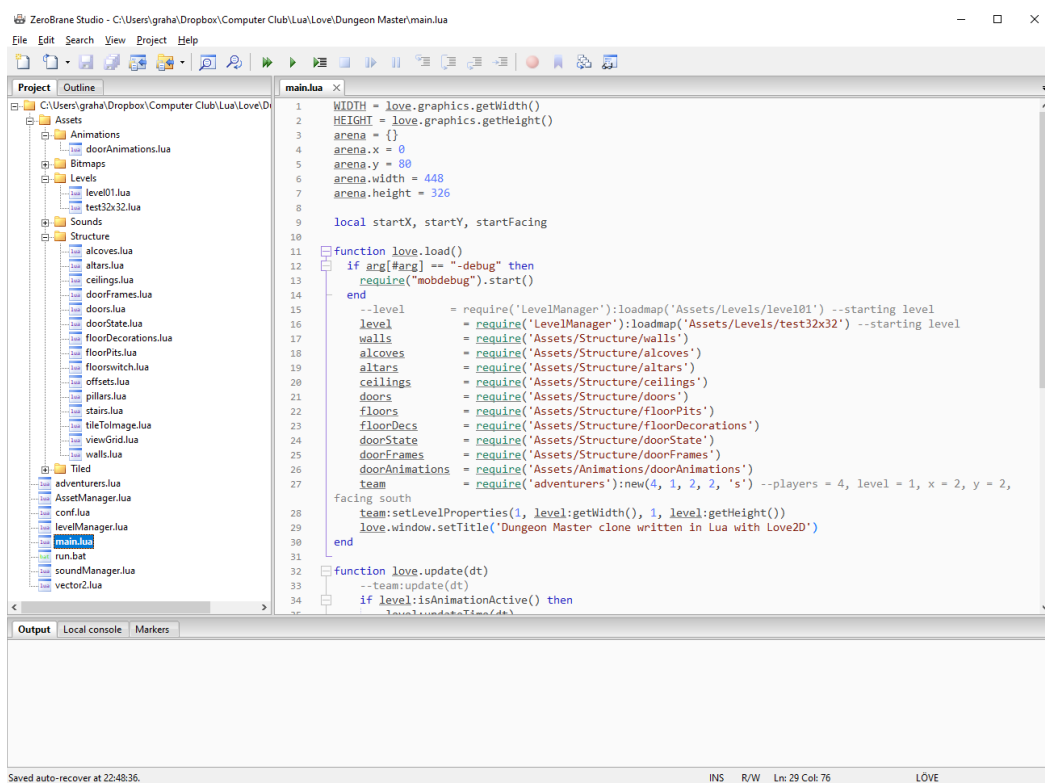 ZeroBrane Studio - C:\Users\graha\Dropbox\Computer Club\Lua\Love\Dungeon Master\main.lua
File Edit Search View Project Help
Project Outline
C:\Users\graha\Dropbox\Computer Club\Lua\Love\D
Assets
Animations
doorAnimations.lua
Bitmaps
Levels
level01.lua
test32x32.lua
Sounds
Structure
alcoves.lua
altars.lua
ceilings.lua
doorFrames.lua
doors.lua
doorState.lua
floorDecorations.lua
floorPits.lua
floorswitch.lua
offsets.lua
pillars.lua
stairs.lua
tileToImage.lua
viewGrid.lua
walls.lua
Tiled
adventurers.lua
AssetManager.lua
conf.lua
levelManager.lua
main.lua
run.bat
soundManager.lua
vector2.lua
main.lua
1 WIDTH = love.graphics.getWidth()
2 HEIGHT = love.graphics.getHeight()
3 arena = {}
4 arena.x = 0
5 arena.y = 80
6 arena.width = 448
7 arena.height = 326
8
9 local startX, startY, startFacing
10
11 function love.load()
12 if arg[#arg] == "-debug" then
13 require("mobdebug").start()
14 end
15 --level = require('LevelManager'):loadmap('Assets/Levels/level01') --starting level
16 level = require('LevelManager'):loadmap('Assets/Levels/test32x32') --starting level
17 walls = require('Assets/Structure/walls')
18 alcoves = require('Assets/Structure/alcoves')
19 altars = require('Assets/Structure/altars')
20 ceilings = require('Assets/Structure/ceilings')
21 doors = require('Assets/Structure/doors')
22 floors = require('Assets/Structure/floorPits')
23 floorDecs = require('Assets/Structure/floorDecorations')
24 doorState = require('Assets/Structure/doorState')
25 doorFrames = require('Assets/Structure/doorFrames')
26 doorAnimations = require('Assets/Animations/doorAnimations')
27 team = require('adventurers'):new(4, 1, 2, 2, 's') --players = 4, level = 1, x = 2, y = 2,
facing south
28 team:setLevelProperties(1, level:getWidth(), 1, level:getHeight())
29 love.window.setTitle('Dungeon Master clone written in Lua with Love2D')
30 end
31
32 function love.update(dt)
33 --team:update(dt)
34 if level:isAnimationActive() then
35 level:updateTime(dt)
Output Local console Markers
Saved auto-recover at 22:48:36. INS R/W Ln: 29 Col: 76 LÖVE